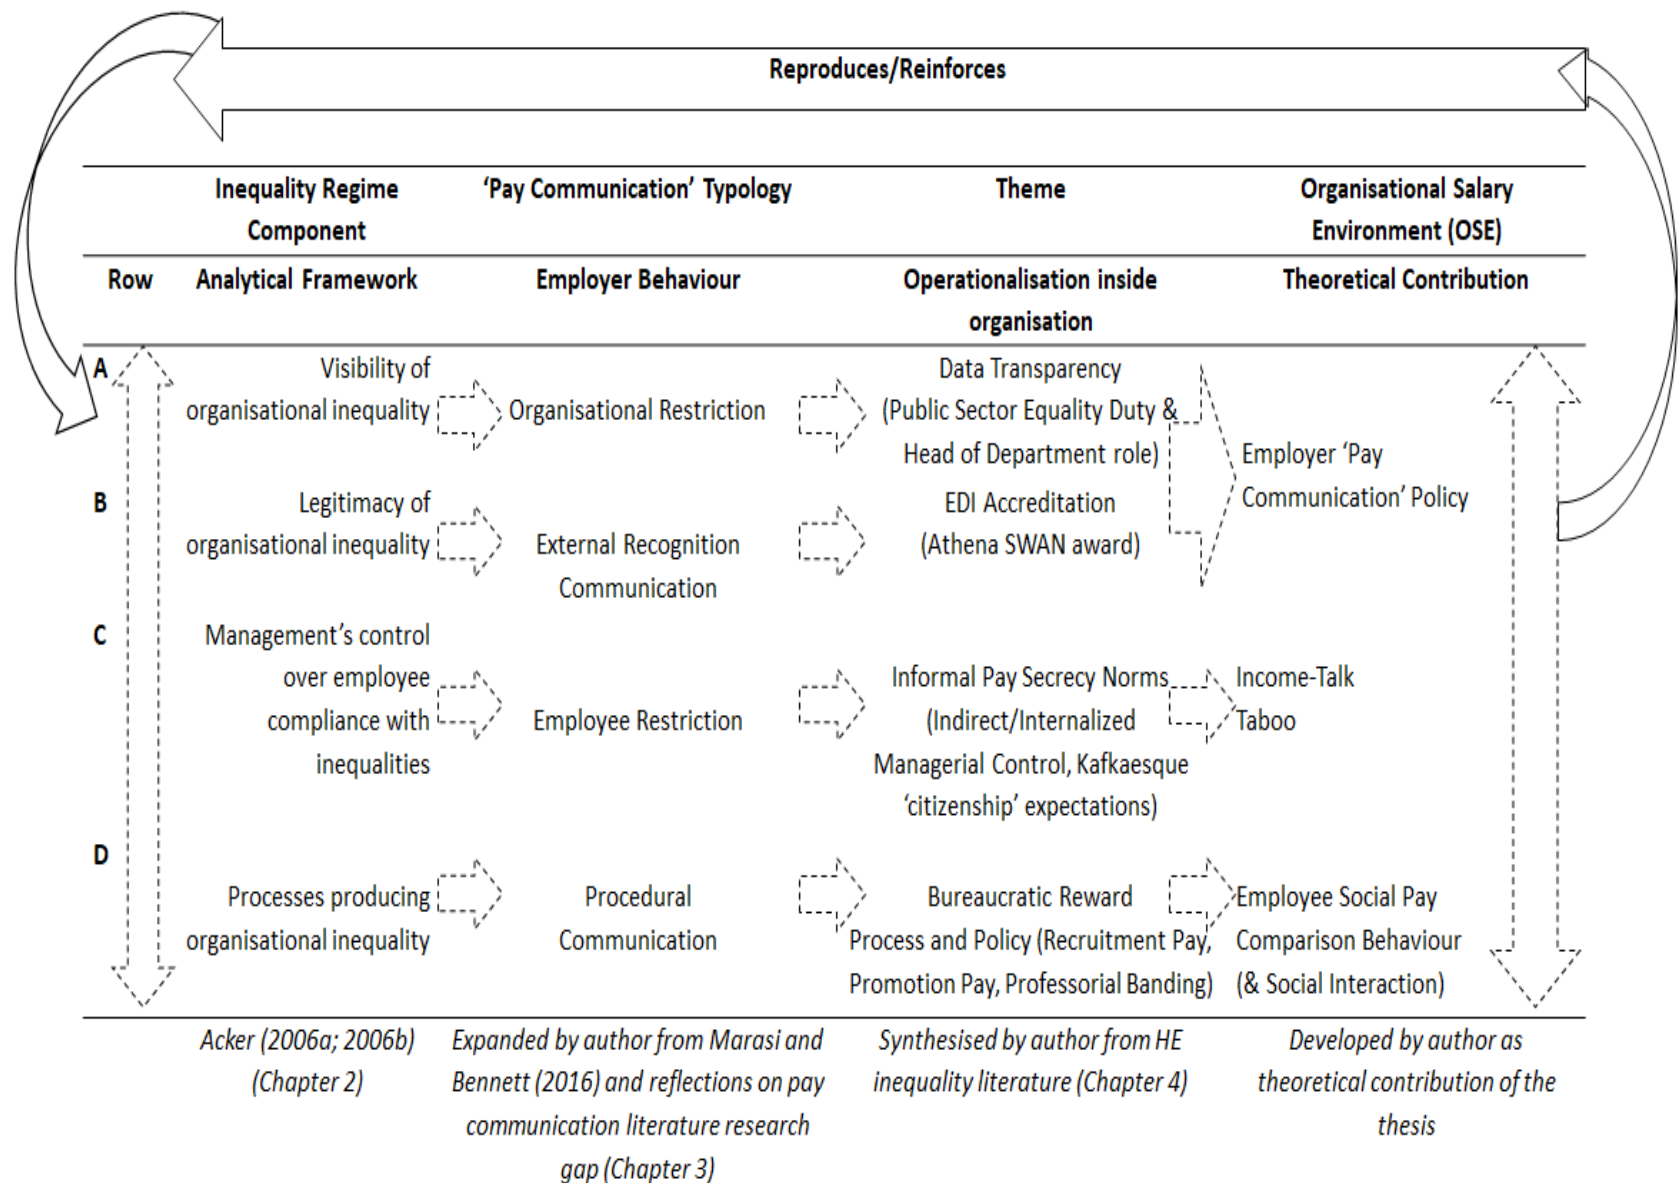 Reproduces/Reinforces
Inequality Regime
Component
‘Pay Communication’ Typology
Theme
Organisational Salary
Environment (OSE)
Row
Analytical Framework
Employer Behaviour
Operationalisation inside
organisation
Theoretical Contribution
A
Visibility of
organisational inequality
Organisational Restriction
Data Transparency
(Public Sector Equality Duty &
Head of Department role)
Employer ‘Pay
Communication’ Policy
B
Legitimacy of
organisational inequality
External Recognition
Communication
EDI Accreditation
(Athena SWAN award)
C
Management’s control
over employee
compliance with
inequalities
Employee Restriction
Informal Pay Secrecy Norms
(Indirect/Internalized
Managerial Control, Kafkaesque
‘citizenship’ expectations)
Income-Talk
Taboo
D
Processes producing
organisational inequality
Procedural
Communication
Bureaucratic Reward
Process and Policy (Recruitment Pay,
Promotion Pay, Professorial Banding)
Employee Social Pay
Comparison Behaviour
(& Social Interaction)
Acker (2006a; 2006b)
(Chapter 2)
Expanded by author from Marasi and
Bennett (2016) and reflections on pay
communication literature research
gap (Chapter 3)
Synthesised by author from HE
inequality literature (Chapter 4)
Developed by author as
theoretical contribution of the
thesis